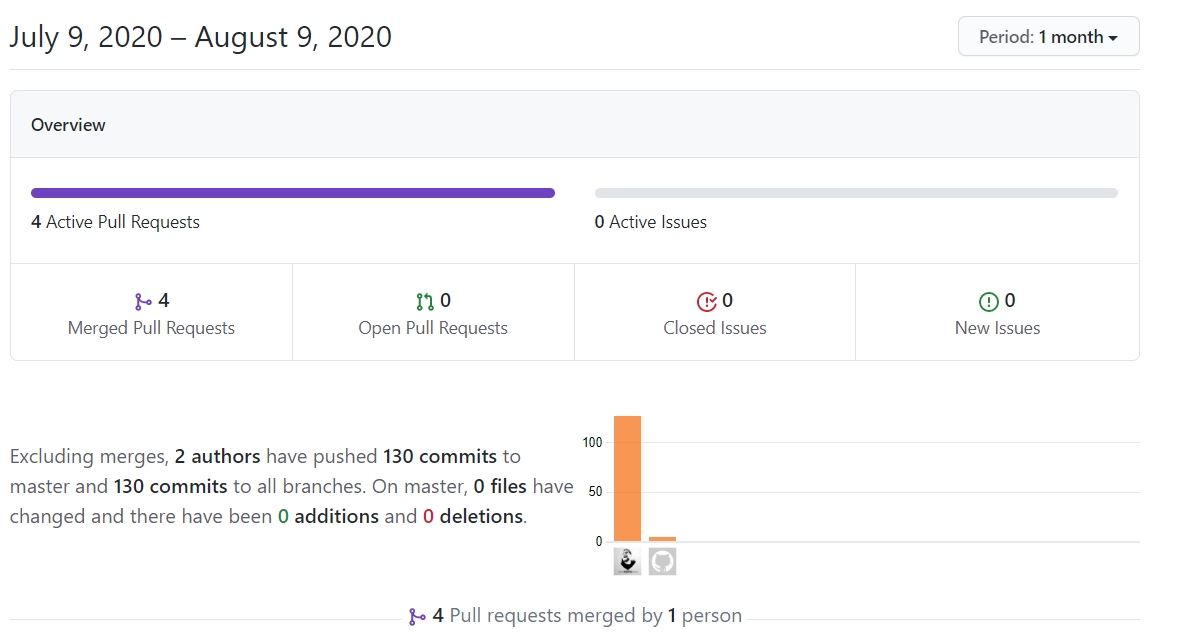 July 9, 2020 – August 9, 2020
Period: 1 month
Overview
4 Active Pull Requests
0 Active Issues
4
Merged Pull Requests
0
Open Pull Requests
0
Closed Issues
0
New Issues
Excluding merges, 2 authors have pushed 130 commits to
master and 130 commits to all branches. On master, 0 files have
changed and there have been 0 additions and 0 deletions.
100
50
0
4 Pull requests merged by 1 person